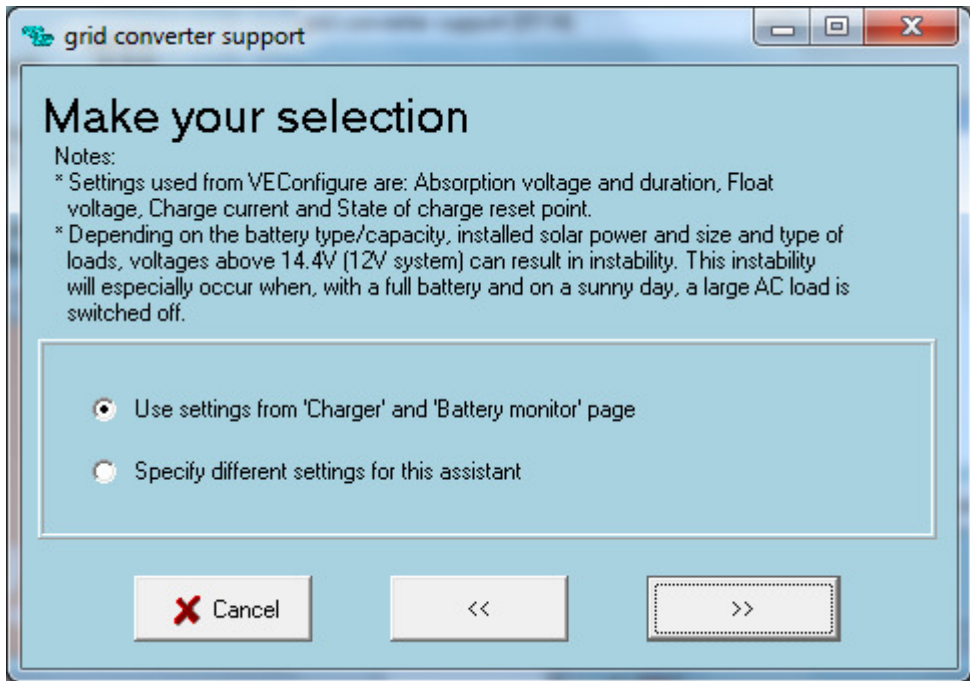 grid converter support
Make your selection
Notes:
* Settings used from VEConfigure are: Absorption voltage and duration, Float
voltage, Charge current and State of charge reset point.
* Depending on the battery type/capacity, installed solar power and size and type of
loads, voltages above 14.4V (12V system) can result in instability. This instability
will especially occur when, with a full battery and on a sunny day, a large AC load is
switched off.
Use settings from 'Charger' and 'Battery monitor' page
Specify different settings for this assistant
Cancel
<<
>>